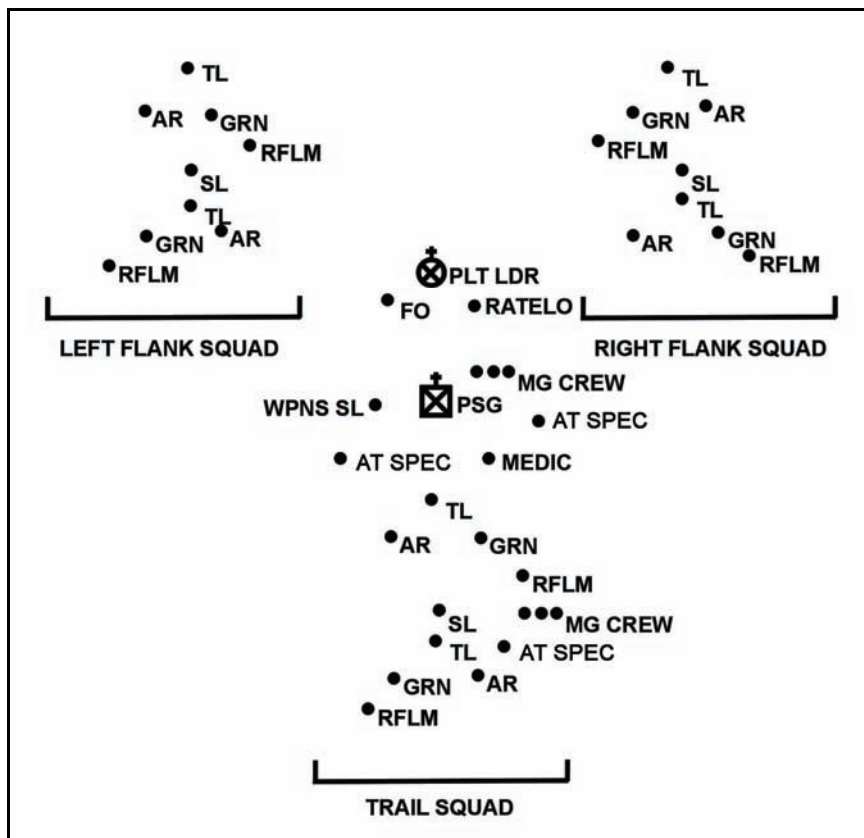 TL
AR
GRN
RFLM
SL
TL
GRN
AR
RFLM
LEFT FLANK SQUAD
TL
GRN
AR
RFLM
SL
TL
AR
GRN
RFLM
RIGHT FLANK SQUAD
PLT LDR
FO
RATELO
MG CREW
WPNS SL
PSG
AT SPEC
AT SPEC
MEDIC
TL
AR
GRN
RFLM
SL
MG CREW
TL
AT SPEC
GRN
AR
RFLM
TRAIL SQUAD